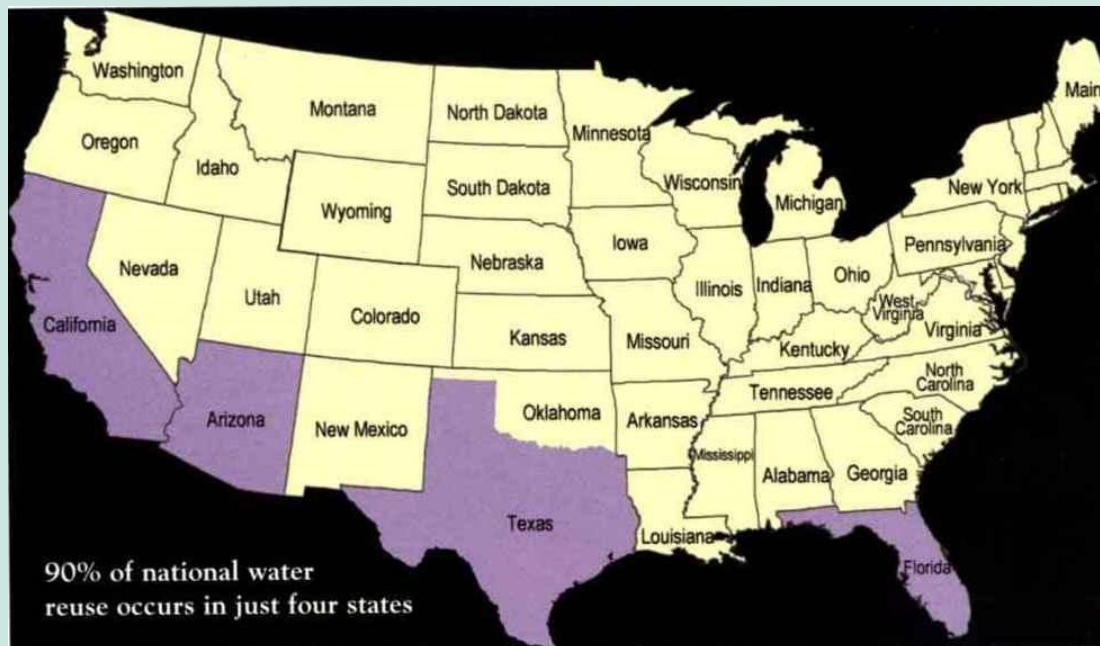 Washington
Montana
North Dakota
Minnesota
Main
Oregon
Idaho
South Dakota
Wisconsin
New York
Wyoming
Michigan
Iowa
Pennsylvania
Nebraska
Nevada
Utah
Illinois
Indiana
Ohio
California
Colorado
West
Virginia
Virginia
Kansas
Missouri
Kentucky
North
Carolina
Tennessee
Arizona
New Mexico
Oklahoma
Arkansas
South
Carolina
Mississippi
Alabama
Georgia
Texas
Louisiana
Florida
90% of national water
reuse occurs in just four states